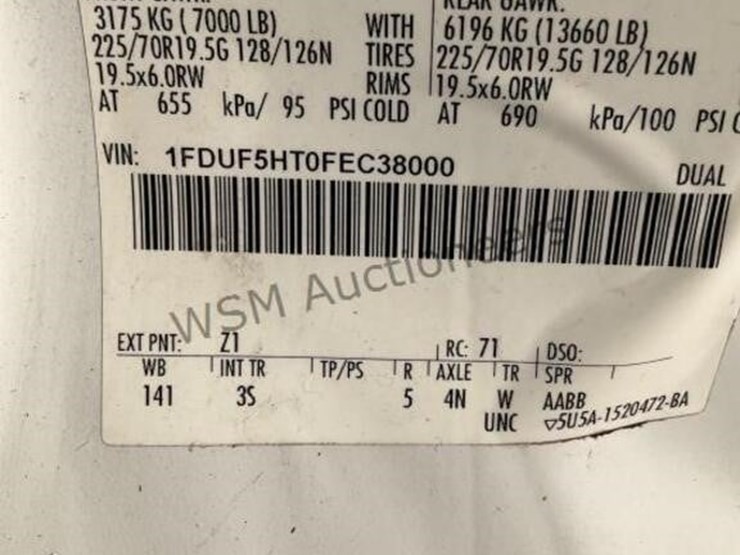 REAR GAWR:
3175 KG ( 7000 LB) WITH 6196 KG (13660 LB)
225/70R19.5G 128/126N TIRES 225/70R19.5G 128/126N
19.5x6.0RW RIMS 19.5x6.0RW
AT 655 kPa/ 95 PSI COLD AT 690 kPa/100 PSI
VIN: 1FDUF5HT0FEC38000
DUAL
WSM Auctioneers
EXT PNT: Z1 RC: 71 DSO:
WB INT TR TP/PS R AXLE TR SPR
141 3S 5 4N W AABB
UNC ▽5U5A-1520472-BA